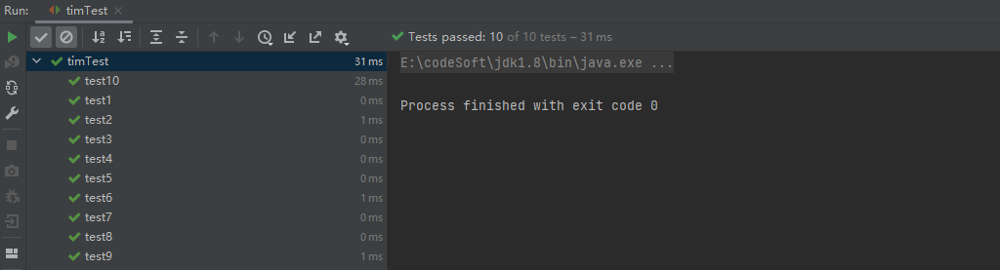 Run: timTest
Tests passed: 10 of 10 tests – 31 ms
timTest 31 ms
test10 28 ms
test1 0 ms
test2 1 ms
test3 0 ms
test4 0 ms
test5 0 ms
test6 1 ms
test7 0 ms
test8 0 ms
test9 1 ms
E:\codeSoft\jdk1.8\bin\java.exe ...
Process finished with exit code 0